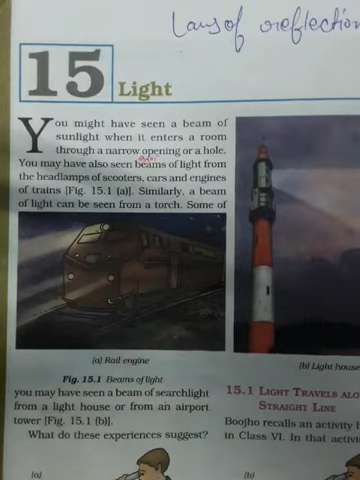 Laws of reflection
15 Light
You might have seen a beam of
sunlight when it enters a room
through a narrow opening or a hole.
You may have also seen beams of light from
the headlamps of scooters, cars and engines
of trains [Fig. 15.1 (a)]. Similarly, a beam
of light can be seen from a torch. Some of
(a) Rail engine
Fig. 15.1 Beams of light
you may have seen a beam of searchlight
from a light house or from an airport
tower [Fig. 15.1 (b)].
What do these experiences suggest?
(a)
(b) Light house
15.1 LIGHT TRAVELS ALO
STRAIGHT LINE
Boojho recalls an activity
in Class VI. In that activi
(b)